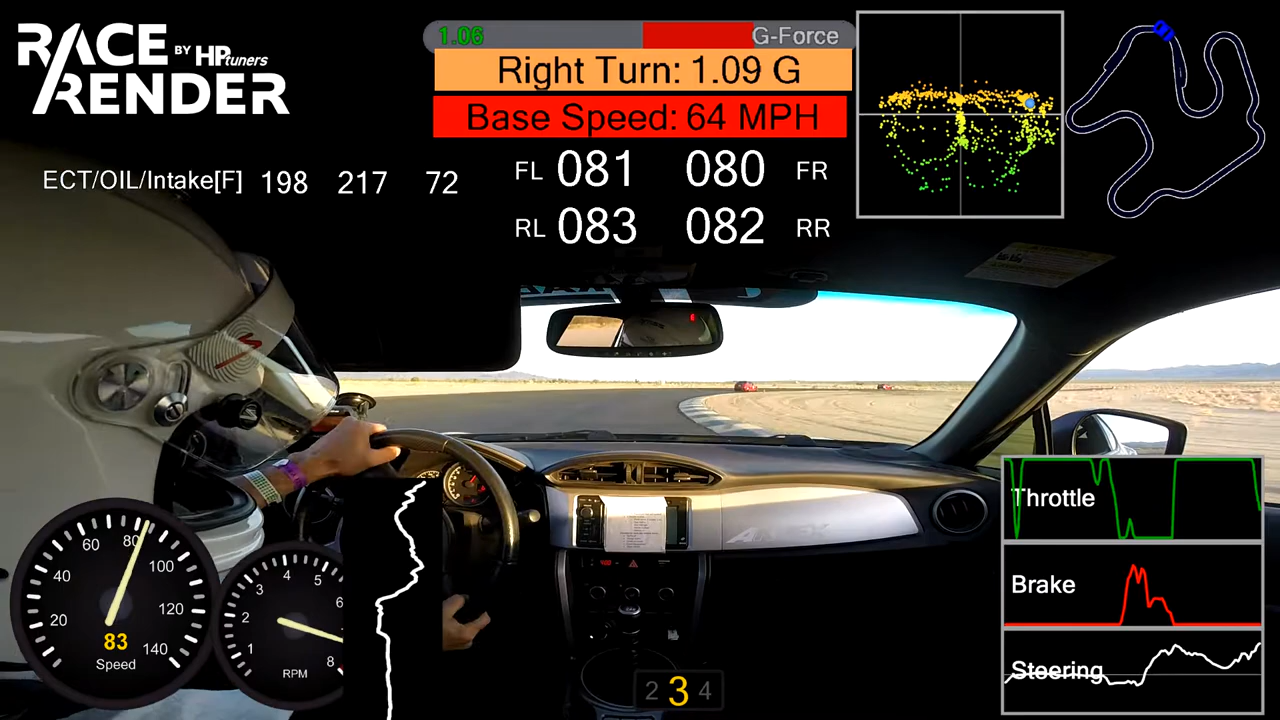 RACE
BY HPtuners
RENDER
1.06 G-Force
Right Turn: 1.09 G
Base Speed: 64 MPH
FL 081 080 FR
RL 083 082 RR
ECT/OIL/Intake[F] 198 217 72
Throttle
Brake
Steering
20 40 60 80 100 120 140
83
Speed
1 2 3 4 5 6 8
RPM
2 3 4